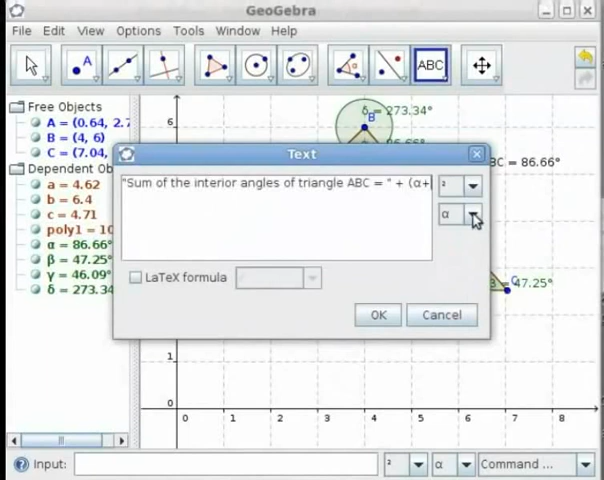 GeoGebra
File Edit View Options Tools Window Help
A
α
ABC
Free Objects
A = (0.64, 2.7
B = (4, 6)
C = (7.04,
Dependent Ob
a = 4.62
b = 6.4
c = 4.71
poly1 = 10
α = 86.66°
β = 47.25°
γ = 46.09°
δ = 273.34
δ = 273.34°
B
BC = 86.66°
C
47.25°
6
1
0
0 1 2 3 4 5 6 7 8
Text
"Sum of the interior angles of triangle ABC = " + (α+
²
α
LaTeX formula
OK Cancel
Input: ² α Command ...